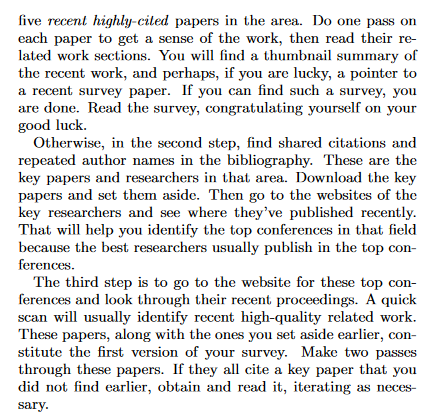 five recent highly-cited papers in the area. Do one pass on
each paper to get a sense of the work, then read their re-
lated work sections. You will find a thumbnail summary of
the recent work, and perhaps, if you are lucky, a pointer to
a recent survey paper. If you can find such a survey, you
are done. Read the survey, congratulating yourself on your
good luck.
Otherwise, in the second step, find shared citations and
repeated author names in the bibliography. These are the
key papers and researchers in that area. Download the key
papers and set them aside. Then go to the websites of the
key researchers and see where they've published recently.
That will help you identify the top conferences in that field
because the best researchers usually publish in the top con-
ferences.
The third step is to go to the website for these top con-
ferences and look through their recent proceedings. A quick
scan will usually identify recent high-quality related work.
These papers, along with the ones you set aside earlier, con-
stitute the first version of your survey. Make two passes
through these papers. If they all cite a key paper that you
did not find earlier, obtain and read it, iterating as neces-
sary.